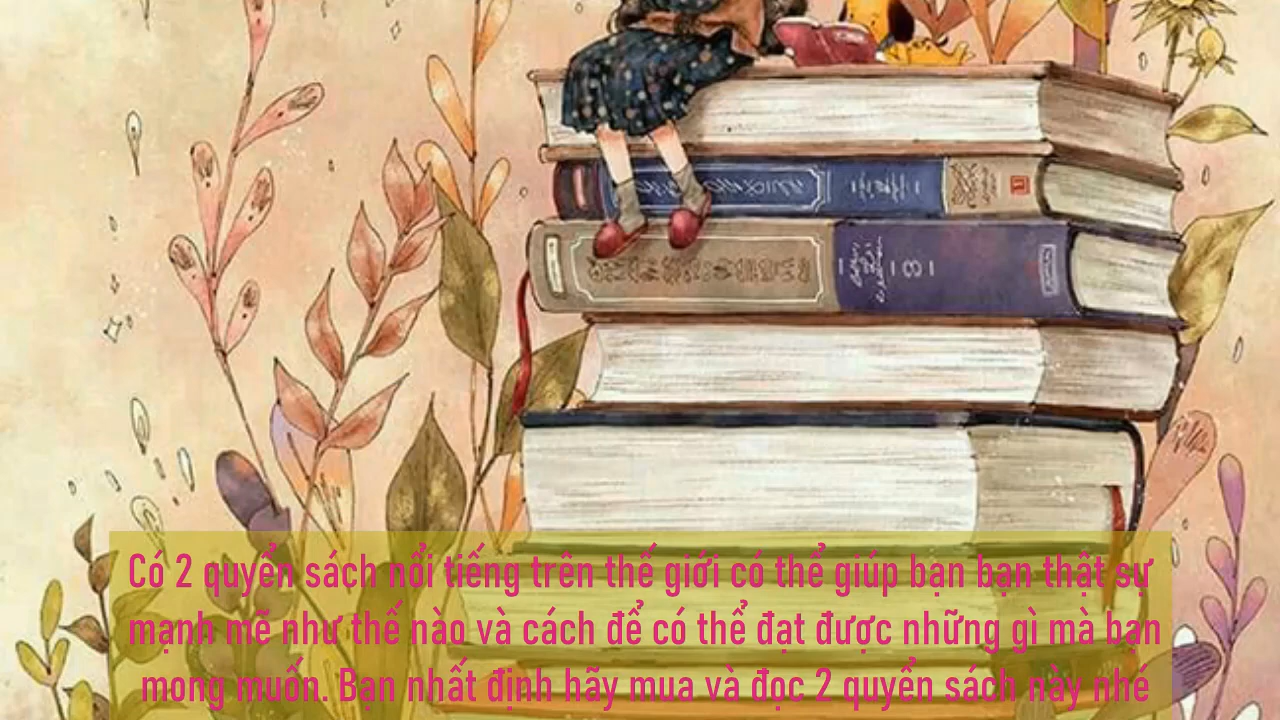 8
Có 2 quyển sách nổi tiếng trên thế giới có thể giúp bạn bạn thật sự
mạnh mẽ như thế nào và cách để có thể đạt được những gì mà bạn
mong muốn. Bạn nhất định hãy mua và đọc 2 quyển sách này nhé